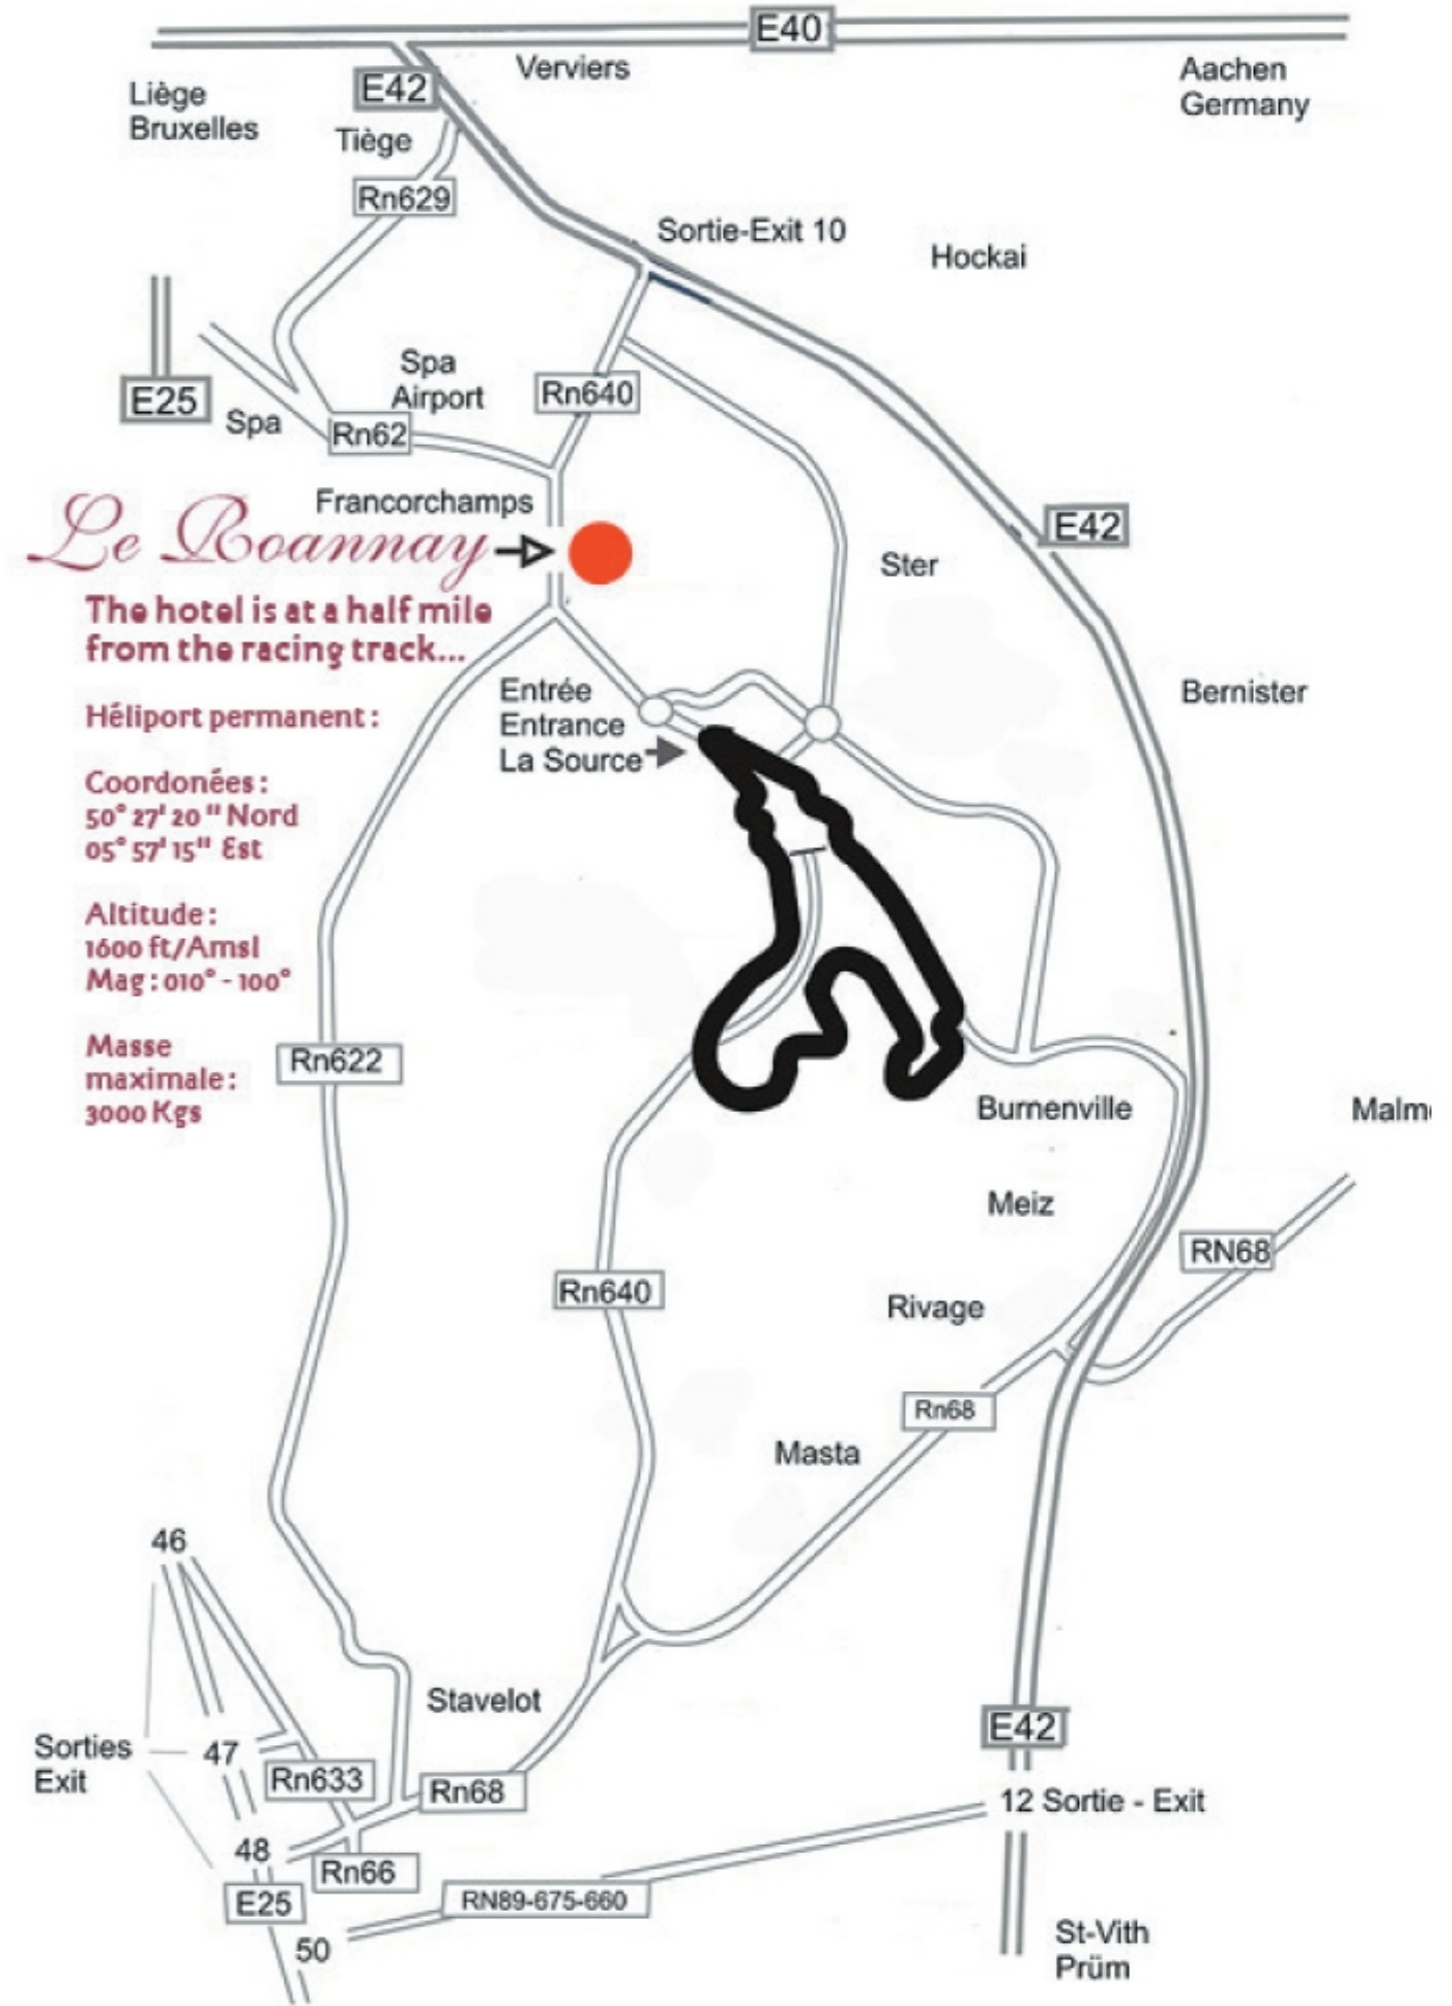 E40
Verviers
Aachen
Germany
Liège
Bruxelles
E42
Tiège
Rn629
Sortie-Exit 10
Hockai
E25
Spa
Airport
Rn640
Spa
Rn62
Francorchamps
Le Roannay
E42
Ster
The hotel is at a half mile
from the racing track...
Entrée
Entrance
La Source
Bernister
Héliport permanent :
Coordonées :
50° 27' 20 " Nord
05° 57' 15" Est
Altitude :
1600 ft/Amsl
Mag : 010° - 100°
Masse
maximale :
3000 Kgs
Rn622
Burnenville
Malm
Meiz
RN68
Rn640
Rivage
Rn68
Masta
46
Stavelot
E42
Sorties
Exit
47
Rn633
Rn68
12 Sortie - Exit
48
Rn66
E25
RN89-675-660
50
St-Vith
Prüm